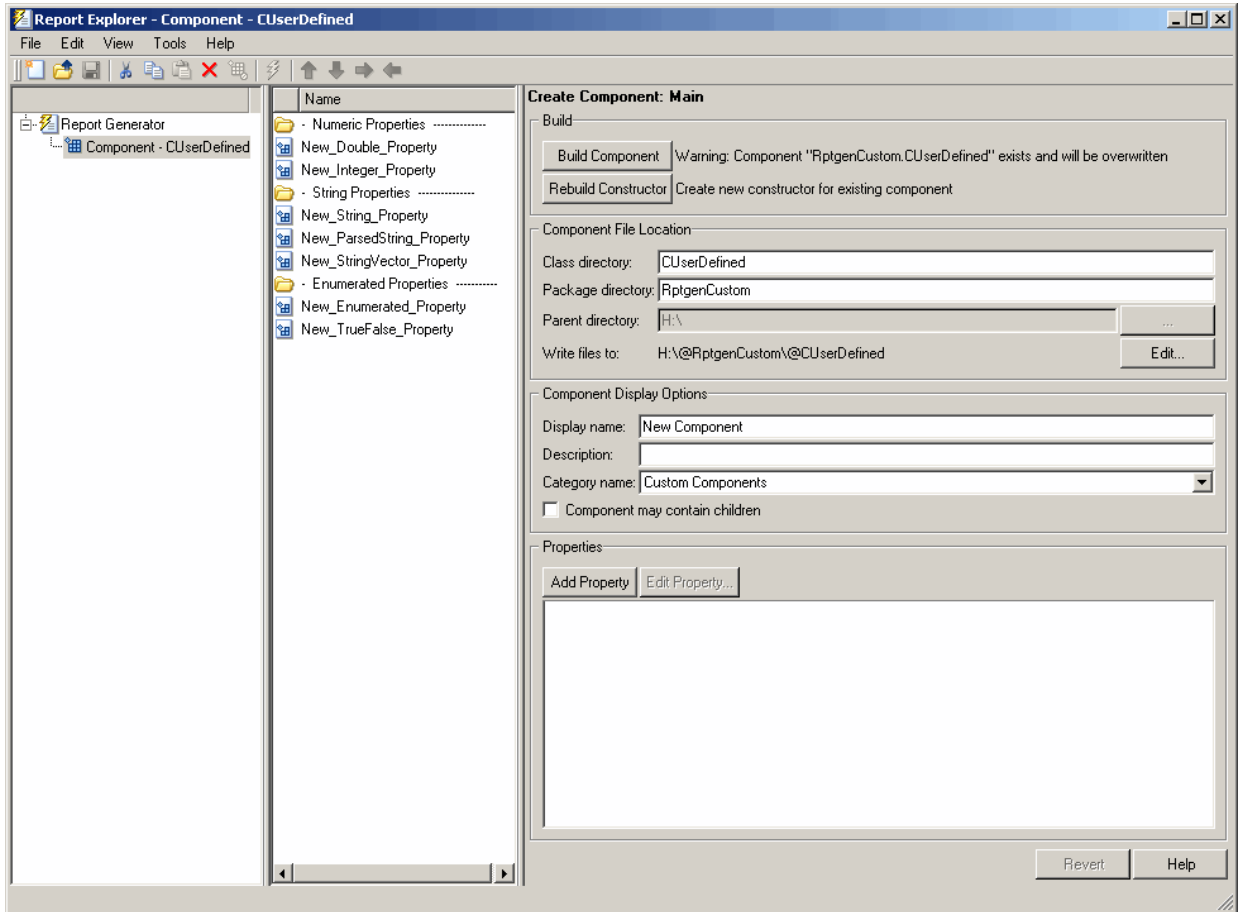 Report Explorer - Component - CUserDefined
File Edit View Tools Help
Report Generator
Component - CUserDefined
Name
- Numeric Properties -------------
New_Double_Property
New_Integer_Property
- String Properties --------------
New_String_Property
New_ParsedString_Property
New_StringVector_Property
- Enumerated Properties ----------
New_Enumerated_Property
New_TrueFalse_Property
Create Component: Main
Build
Build Component Warning: Component "RptgenCustom.CUserDefined" exists and will be overwritten
Rebuild Constructor Create new constructor for existing component
Component File Location
Class directory: CUserDefined
Package directory: RptgenCustom
Parent directory: H:\ ...
Write files to: H:\@RptgenCustom\@CUserDefined Edit...
Component Display Options
Display name: New Component
Description:
Category name: Custom Components
Component may contain children
Properties
Add Property Edit Property...
Revert Help